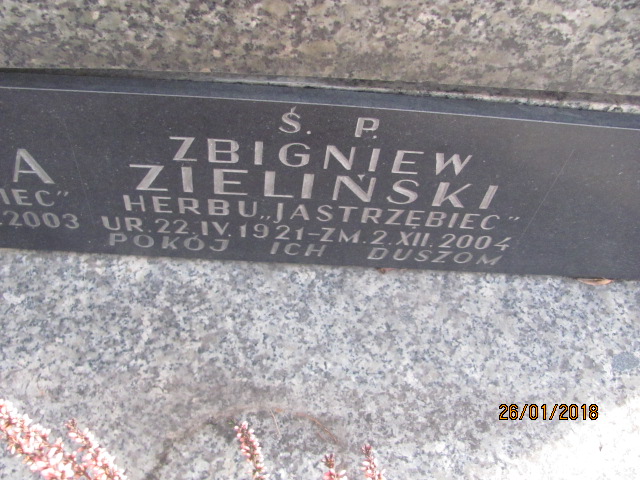 Ś. P.
ZBIGNIEW
A ZIELIŃSKI
IEC" HERBU „JASTRZĘBIEC"
.2003 UR. 22.IV.1921-ZM.2.XII.2004
POKÓJ ICH DUSZOM
26/01/2018